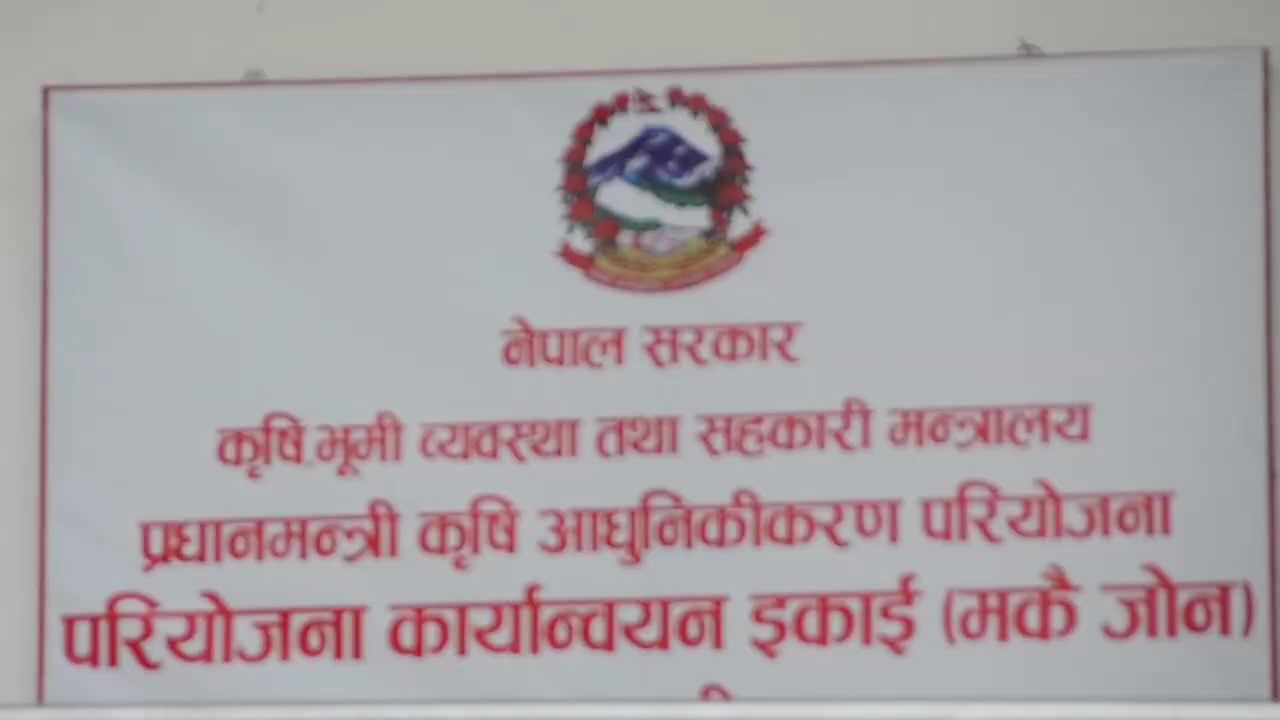 नेपाल सरकार
कृषि.भूमी व्यवस्था तथा सहकारी मन्त्रालय
प्रधानमन्त्री कृषि आधुनिकीकरण परियोजना
परियोजना कार्यान्वयन इकाई (मकै जोन)